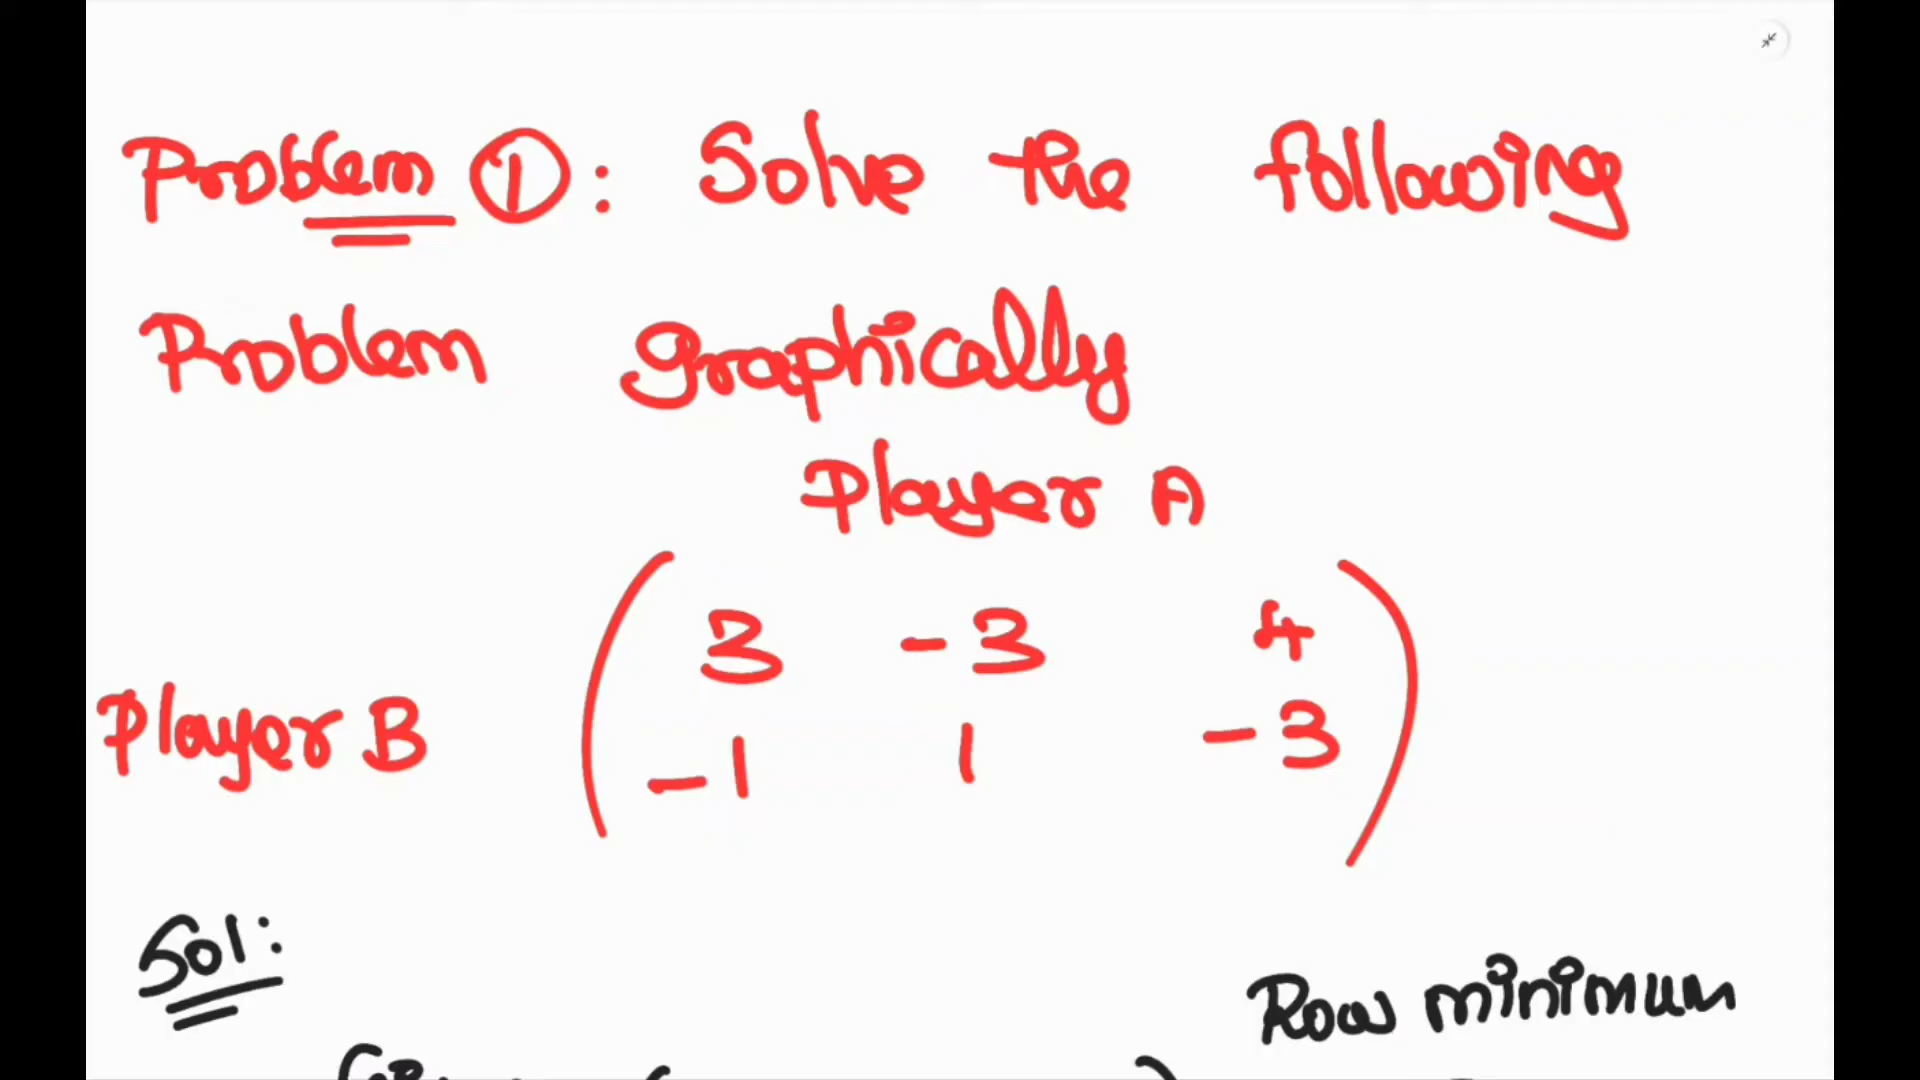 Problem ①: Solve the following
Problem graphically
Player A
3 -3 4
Player B
-1 1 -3
Sol:
Row minimum